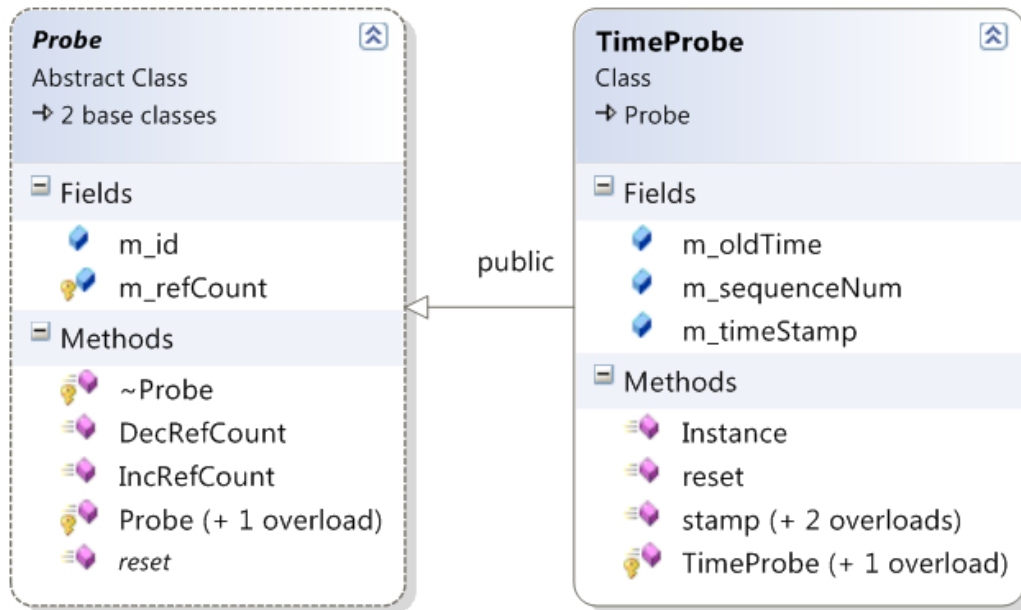 Probe
Abstract Class
2 base classes
Fields
m_id
m_refCount
Methods
~Probe
DecRefCount
IncRefCount
Probe (+ 1 overload)
reset
public
TimeProbe
Class
Probe
Fields
m_oldTime
m_sequenceNum
m_timeStamp
Methods
Instance
reset
stamp (+ 2 overloads)
TimeProbe (+ 1 overload)